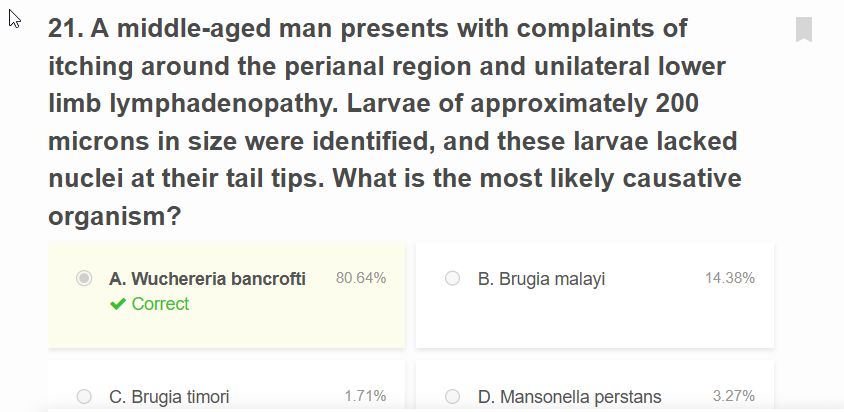 21. A middle-aged man presents with complaints of
itching around the perianal region and unilateral lower
limb lymphadenopathy. Larvae of approximately 200
microns in size were identified, and these larvae lacked
nuclei at their tail tips. What is the most likely causative
organism?
A. Wuchereria bancrofti 80.64%
✔ Correct
B. Brugia malayi 14.38%
C. Brugia timori 1.71%
D. Mansonella perstans 3.27%